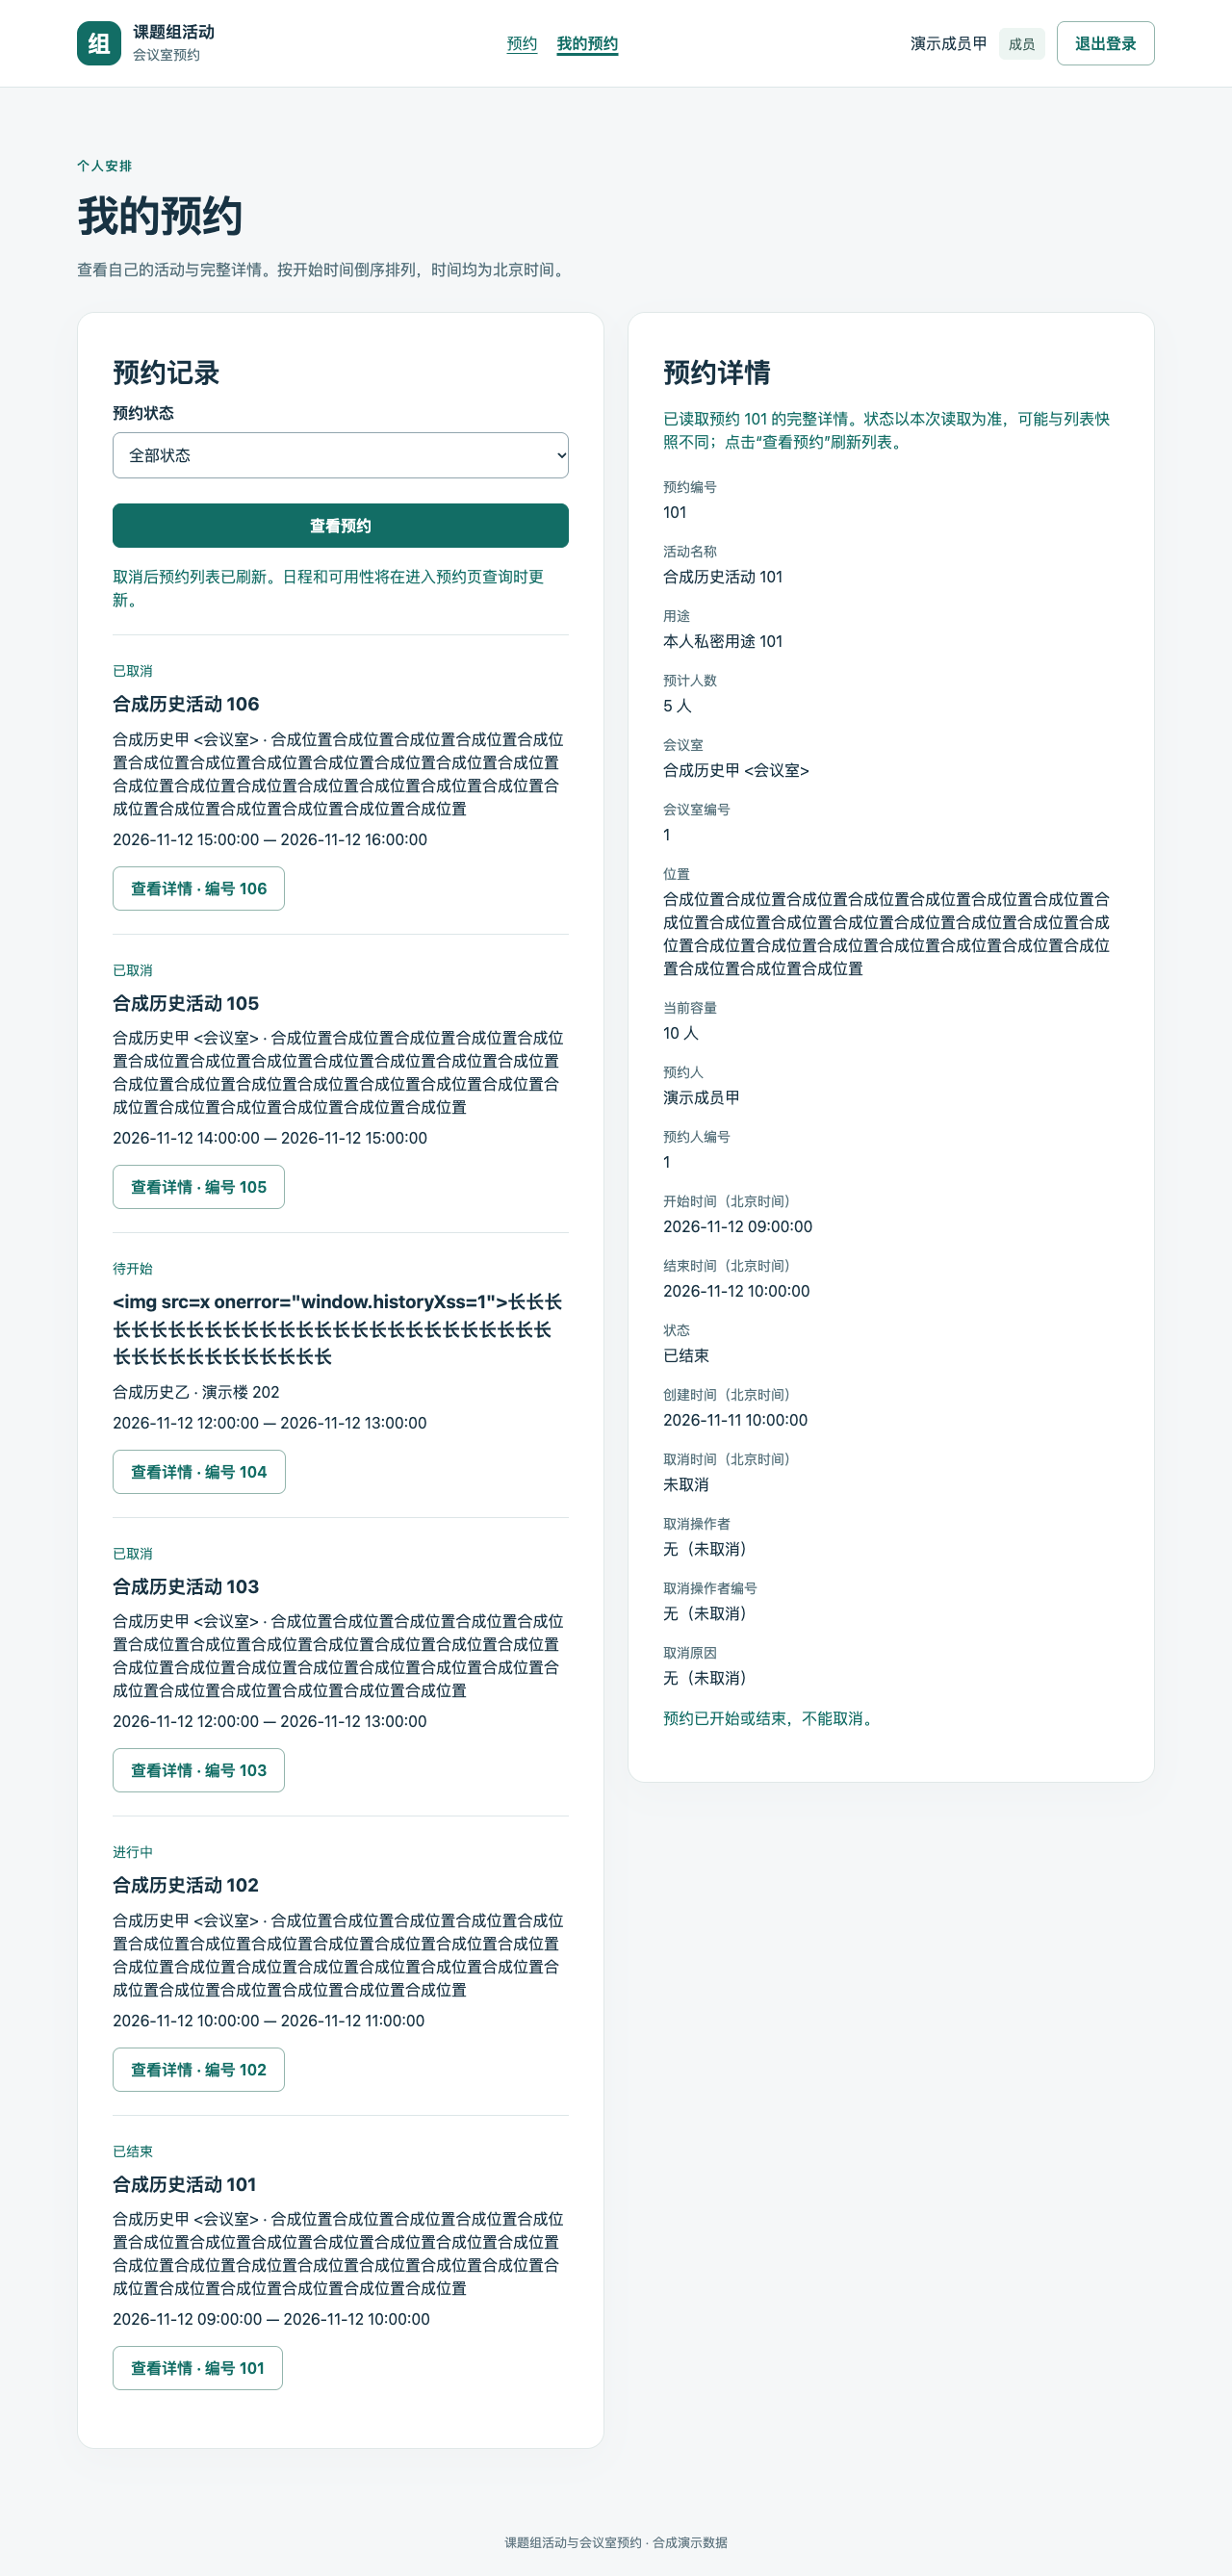 组
课题组活动
会议室预约
预约
我的预约
演示成员甲
成员
退出登录
个人安排
我的预约
查看自己的活动与完整详情。按开始时间倒序排列，时间均为北京时间。
预约记录
预约状态
全部状态
查看预约
取消后预约列表已刷新。日程和可用性将在进入预约页查询时更
新。
已取消
合成历史活动 106
合成历史甲 <会议室> · 合成位置合成位置合成位置合成位置合成位
置合成位置合成位置合成位置合成位置合成位置合成位置合成位置
合成位置合成位置合成位置合成位置合成位置合成位置合成位置合
成位置合成位置合成位置合成位置合成位置合成位置
2026-11-12 15:00:00 — 2026-11-12 16:00:00
查看详情 · 编号 106
已取消
合成历史活动 105
合成历史甲 <会议室> · 合成位置合成位置合成位置合成位置合成位
置合成位置合成位置合成位置合成位置合成位置合成位置合成位置
合成位置合成位置合成位置合成位置合成位置合成位置合成位置合
成位置合成位置合成位置合成位置合成位置合成位置
2026-11-12 14:00:00 — 2026-11-12 15:00:00
查看详情 · 编号 105
待开始
<img src=x onerror="window.historyXss=1">长长长
长长长长长长长长长长长长长长长长长长长长长长长长
长长长长长长长长长长长长
合成历史乙 · 演示楼 202
2026-11-12 12:00:00 — 2026-11-12 13:00:00
查看详情 · 编号 104
已取消
合成历史活动 103
合成历史甲 <会议室> · 合成位置合成位置合成位置合成位置合成位
置合成位置合成位置合成位置合成位置合成位置合成位置合成位置
合成位置合成位置合成位置合成位置合成位置合成位置合成位置合
成位置合成位置合成位置合成位置合成位置合成位置
2026-11-12 12:00:00 — 2026-11-12 13:00:00
查看详情 · 编号 103
进行中
合成历史活动 102
合成历史甲 <会议室> · 合成位置合成位置合成位置合成位置合成位
置合成位置合成位置合成位置合成位置合成位置合成位置合成位置
合成位置合成位置合成位置合成位置合成位置合成位置合成位置合
成位置合成位置合成位置合成位置合成位置合成位置
2026-11-12 10:00:00 — 2026-11-12 11:00:00
查看详情 · 编号 102
已结束
合成历史活动 101
合成历史甲 <会议室> · 合成位置合成位置合成位置合成位置合成位
置合成位置合成位置合成位置合成位置合成位置合成位置合成位置
合成位置合成位置合成位置合成位置合成位置合成位置合成位置合
成位置合成位置合成位置合成位置合成位置合成位置
2026-11-12 09:00:00 — 2026-11-12 10:00:00
查看详情 · 编号 101
预约详情
已读取预约 101 的完整详情。状态以本次读取为准，可能与列表快
照不同；点击“查看预约”刷新列表。
预约编号
101
活动名称
合成历史活动 101
用途
本人私密用途 101
预计人数
5 人
会议室
合成历史甲 <会议室>
会议室编号
1
位置
合成位置合成位置合成位置合成位置合成位置合成位置合成位置合
成位置合成位置合成位置合成位置合成位置合成位置合成位置合成
位置合成位置合成位置合成位置合成位置合成位置合成位置合成位
置合成位置合成位置合成位置
当前容量
10 人
预约人
演示成员甲
预约人编号
1
开始时间（北京时间）
2026-11-12 09:00:00
结束时间（北京时间）
2026-11-12 10:00:00
状态
已结束
创建时间（北京时间）
2026-11-11 10:00:00
取消时间（北京时间）
未取消
取消操作者
无（未取消）
取消操作者编号
无（未取消）
取消原因
无（未取消）
预约已开始或结束，不能取消。
课题组活动与会议室预约 · 合成演示数据